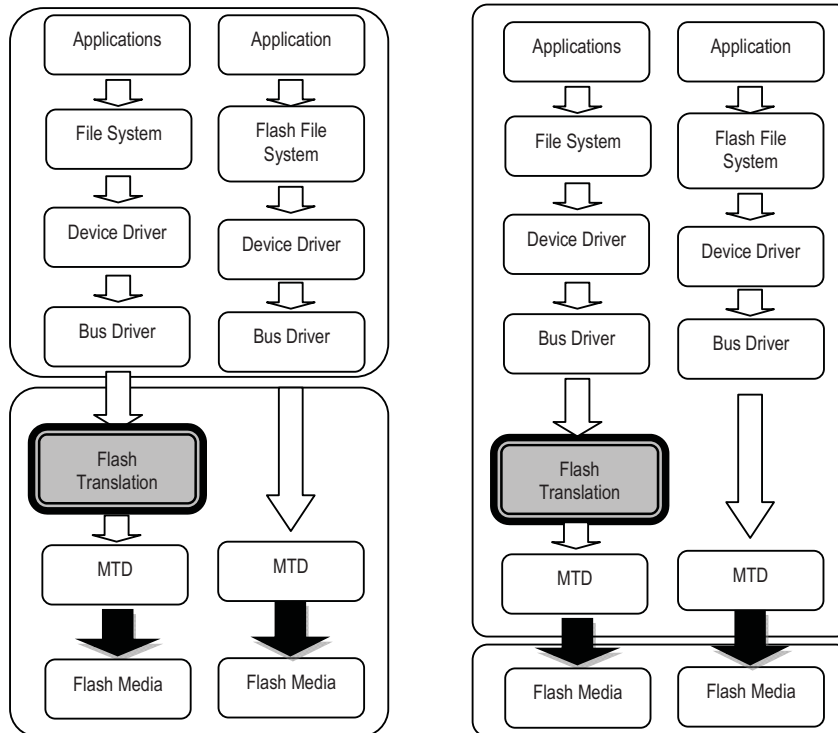 Applications
File System
Device Driver
Bus Driver
Flash
Translation
MTD
Flash Media
Application
Flash File
System
Device Driver
Bus Driver
MTD
Flash Media
Applications
File System
Device Driver
Bus Driver
Flash
Translation
MTD
Flash Media
Application
Flash File
System
Device Driver
Bus Driver
MTD
Flash Media